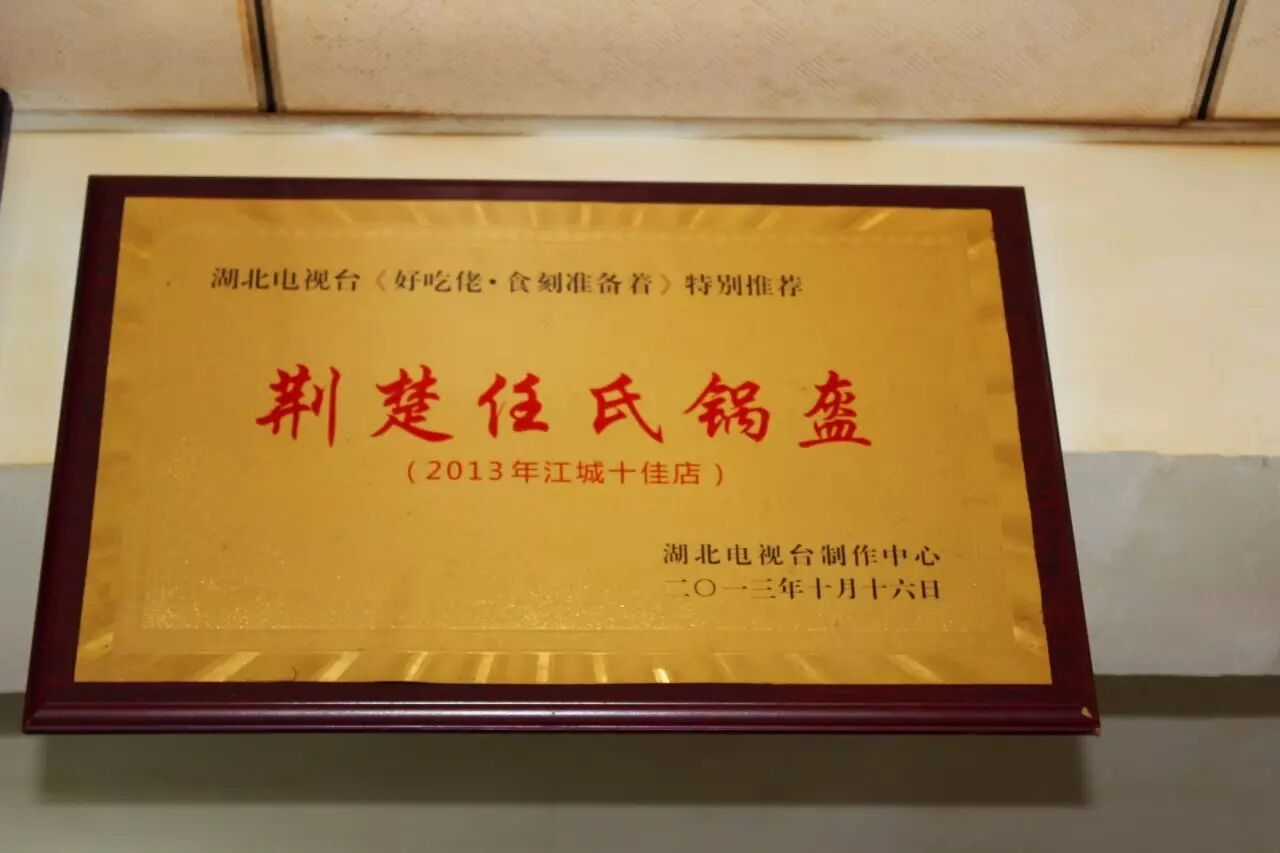 湖北电视台《好吃佬·食刻准备着》特别推荐
荆楚任氏锅盔
（2013年江城十佳店）
湖北电视台制作中心
二〇一三年十月十六日